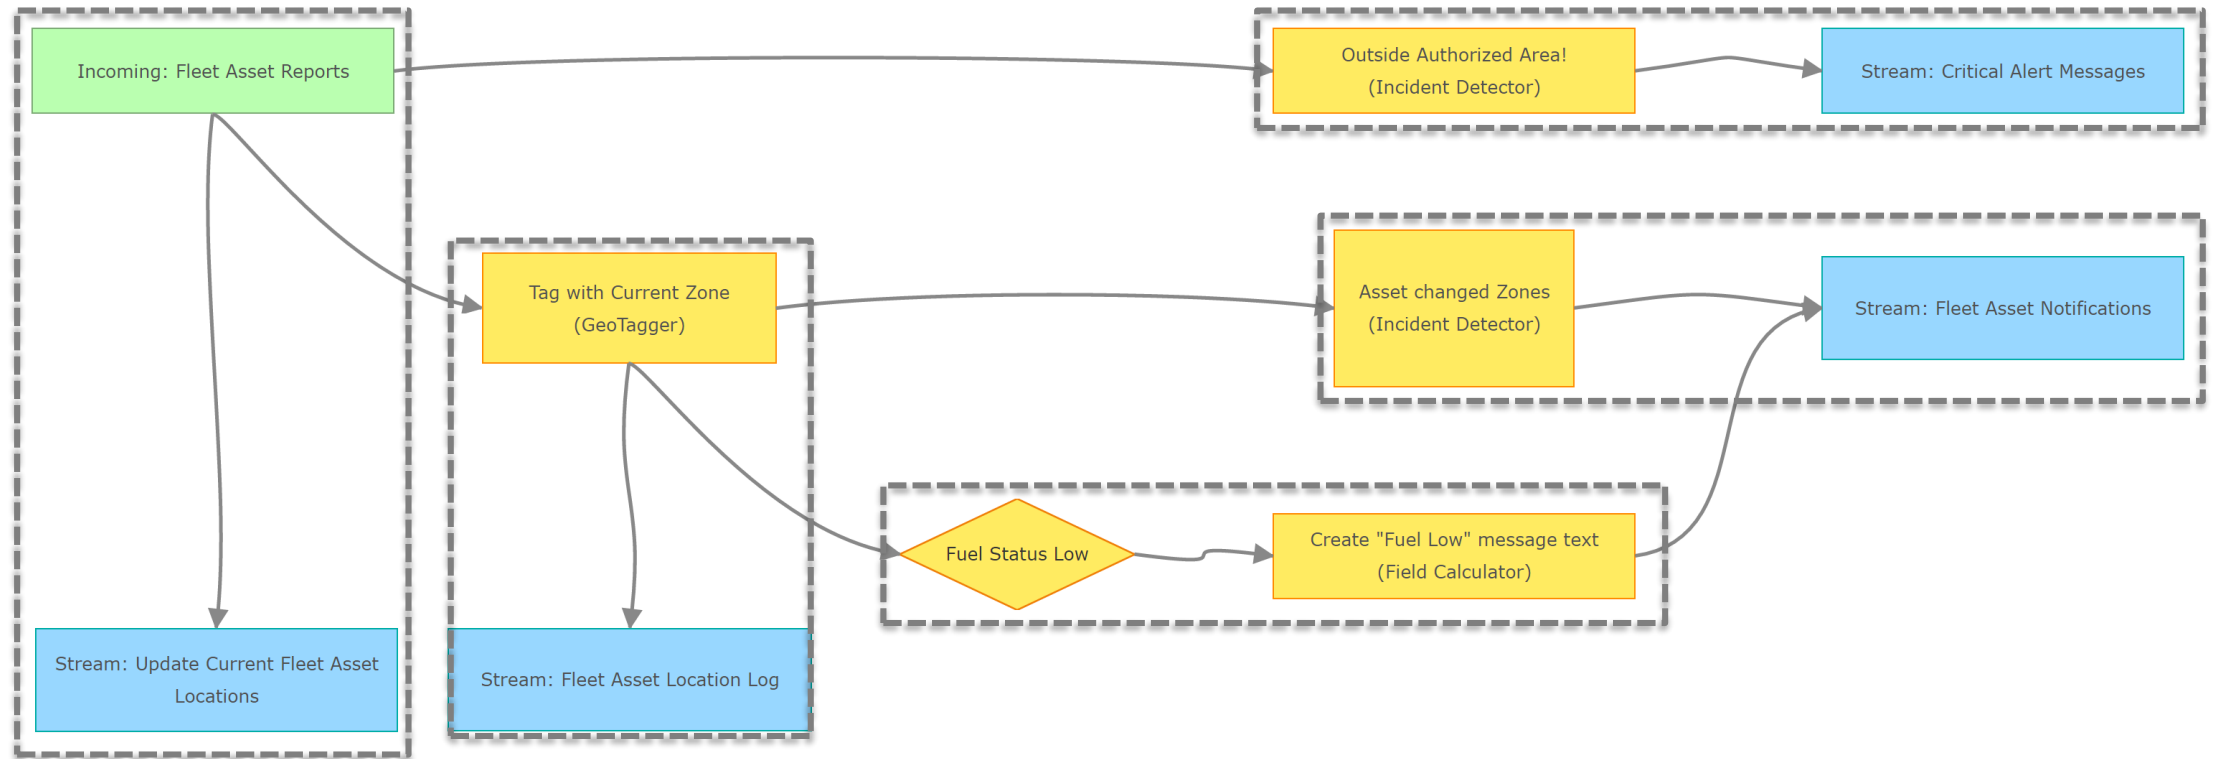 Incoming: Fleet Asset Reports
Outside Authorized Area!
(Incident Detector)
Stream: Critical Alert Messages
Tag with Current Zone
(GeoTagger)
Asset changed Zones
(Incident Detector)
Stream: Fleet Asset Notifications
Fuel Status Low
Create "Fuel Low" message text
(Field Calculator)
Stream: Update Current Fleet Asset
Locations
Stream: Fleet Asset Location Log